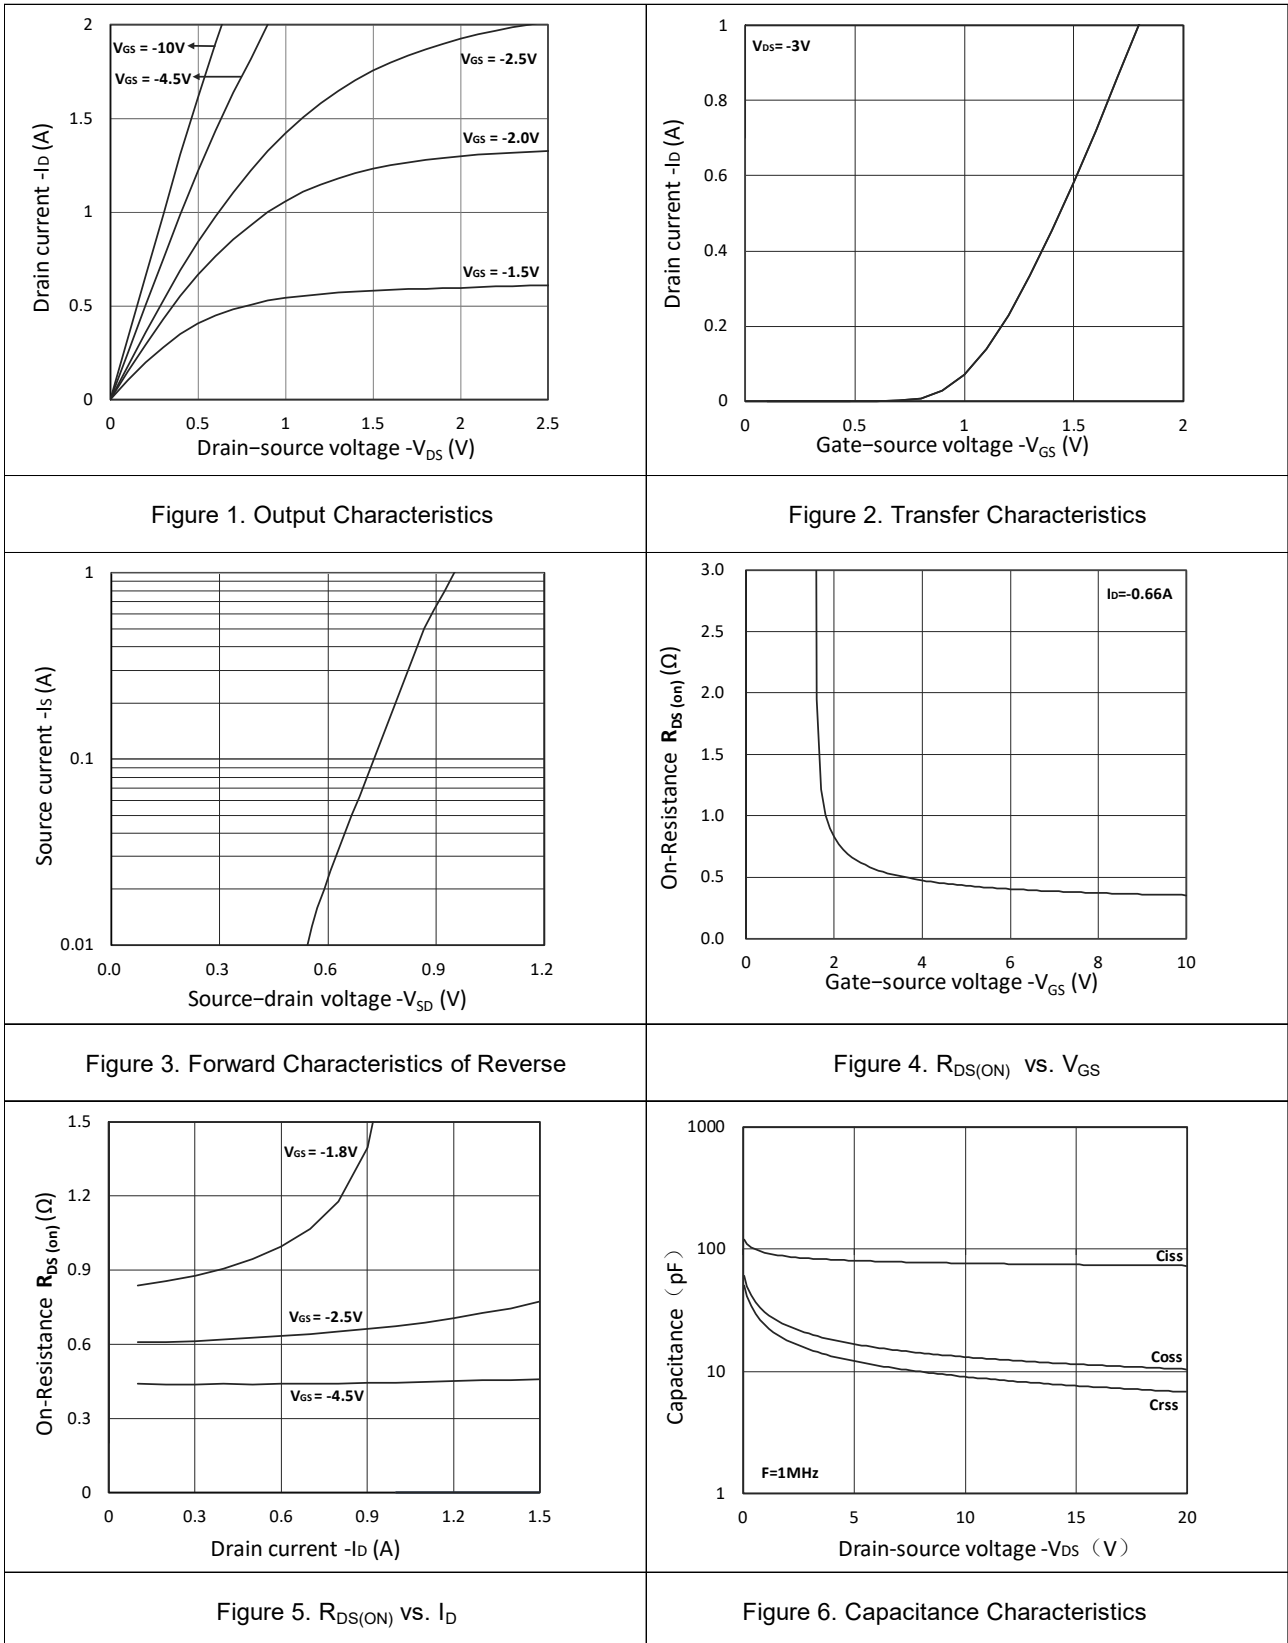 2
1.5
1
0.5
0
0 0.5 1 1.5 2 2.5
VGS = -10V
VGS = -4.5V
VGS = -2.5V
VGS = -2.0V
VGS = -1.5V
Drain current -ID (A)
Drain−source voltage -VDS (V)
Figure 1. Output Characteristics
1
0.8
0.6
0.4
0.2
0
0 0.5 1 1.5 2
VDS= -3V
Drain current -ID (A)
Gate−source voltage -VGS (V)
Figure 2. Transfer Characteristics
1
0.1
0.01
0.0 0.3 0.6 0.9 1.2
Source current -IS (A)
Source−drain voltage -VSD (V)
Figure 3. Forward Characteristics of Reverse
3.0
2.5
2.0
1.5
1.0
0.5
0.0
0 2 4 6 8 10
ID=-0.66A
On-Resistance RDS (on) (Ω)
Gate−source voltage -VGS (V)
Figure 4. RDS(ON) vs. VGS
1.5
1.2
0.9
0.6
0.3
0
0 0.3 0.6 0.9 1.2 1.5
VGS = -1.8V
VGS = -2.5V
VGS = -4.5V
On-Resistance RDS (on) (Ω)
Drain current -ID (A)
Figure 5. RDS(ON) vs. ID
1000
100
10
1
0 5 10 15 20
Ciss
Coss
Crss
F=1MHz
Capacitance（pF）
Drain-source voltage -VDS（V）
Figure 6. Capacitance Characteristics